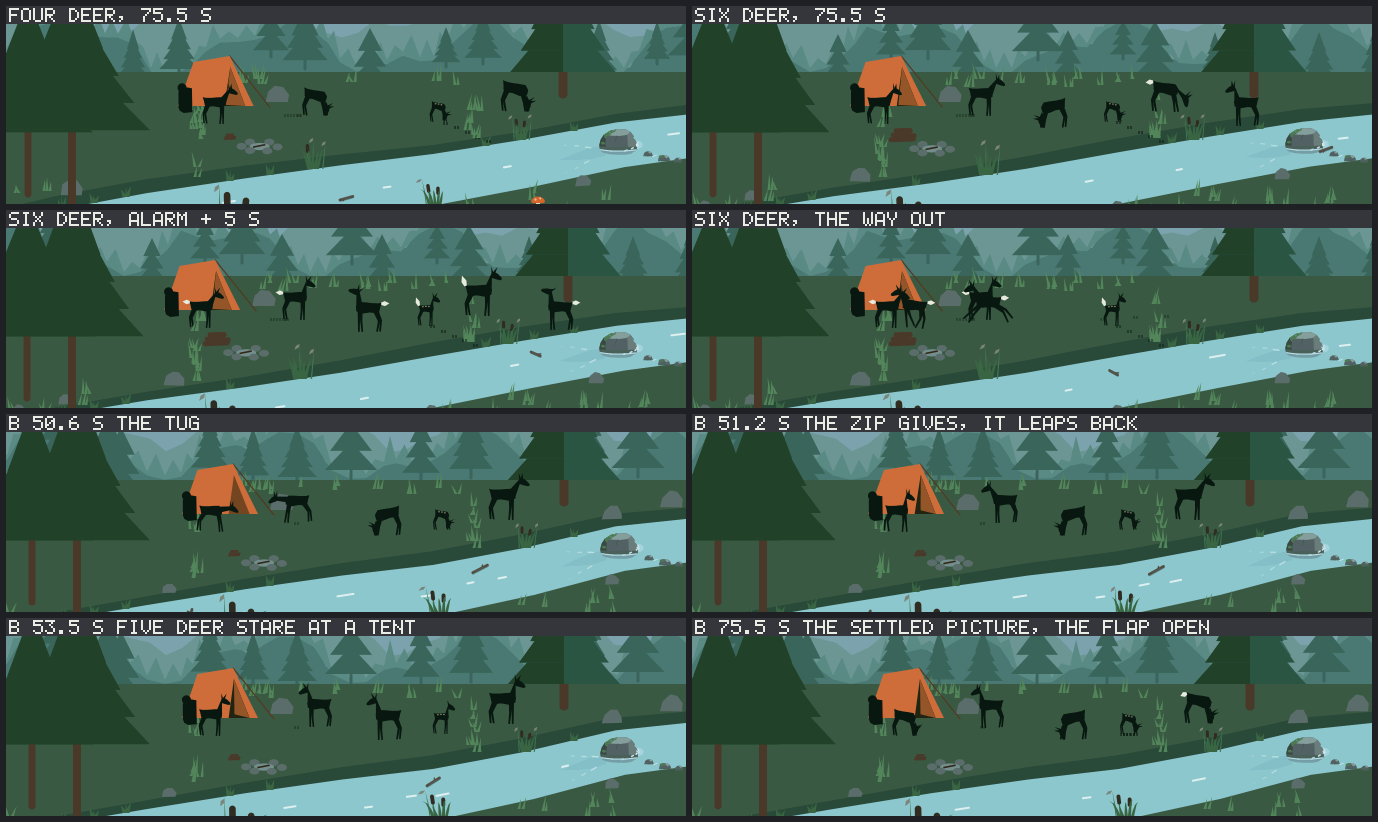 FOUR DEER, 75.5 S
SIX DEER, 75.5 S
SIX DEER, ALARM + 5 S
SIX DEER, THE WAY OUT
B 50.6 S THE TUG
B 51.2 S THE ZIP GIVES, IT LEAPS BACK
B 53.5 S FIVE DEER STARE AT A TENT
B 75.5 S THE SETTLED PICTURE, THE FLAP OPEN